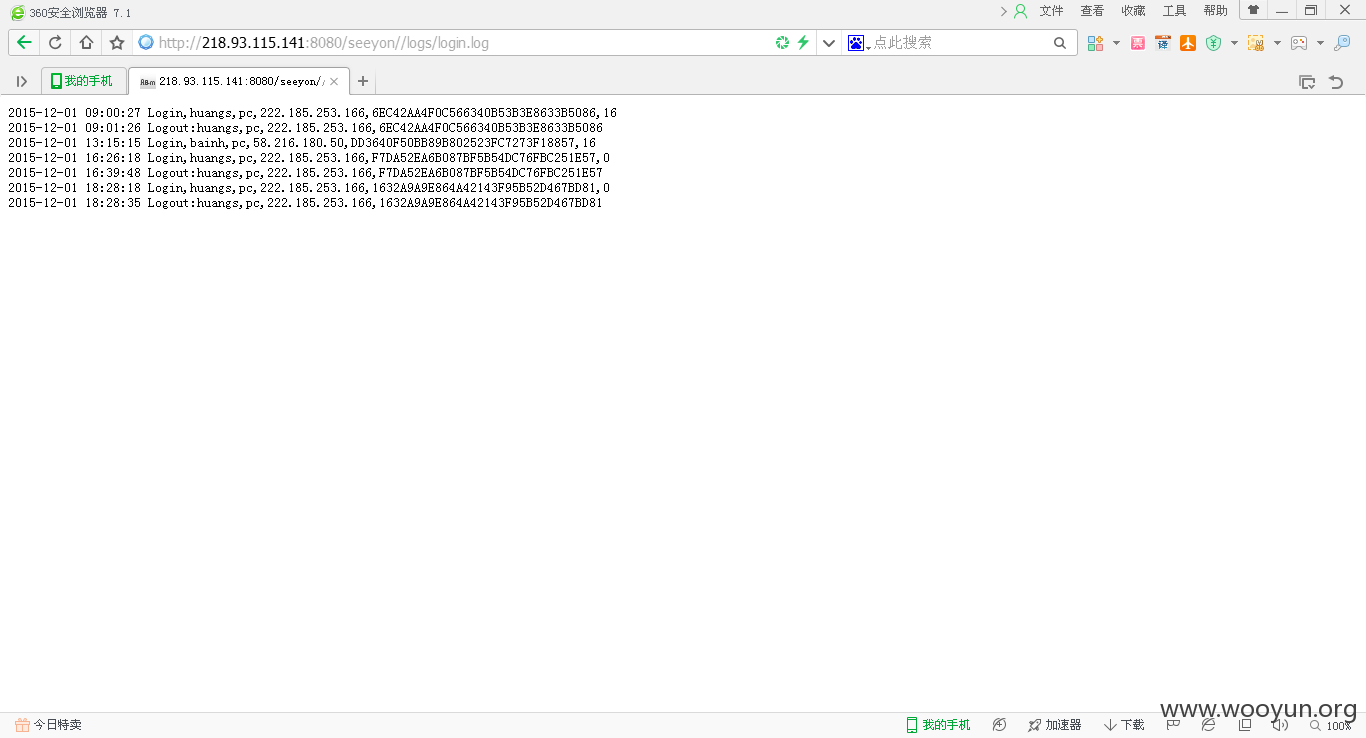 360安全浏览器 7.1
文件 查看 收藏 工具 帮助
http://218.93.115.141:8080/seeyon//logs/login.log
点此搜索
我的手机
218.93.115.141:8080/seeyon/
2015-12-01 09:00:27 Login,huangs,pc,222.185.253.166,6EC42AA4F0C566340B53B3E8633B5086,16
2015-12-01 09:01:26 Logout:huangs,pc,222.185.253.166,6EC42AA4F0C566340B53B3E8633B5086
2015-12-01 13:15:15 Login,bainh,pc,58.216.180.50,DD3640F50BB89B802523FC7273F18857,16
2015-12-01 16:26:18 Login,huangs,pc,222.185.253.166,F7DA52EA6B087BF5B54DC76FBC251E57,0
2015-12-01 16:39:48 Logout:huangs,pc,222.185.253.166,F7DA52EA6B087BF5B54DC76FBC251E57
2015-12-01 18:28:18 Login,huangs,pc,222.185.253.166,1632A9A9E864A42143F95B52D467BD81,0
2015-12-01 18:28:35 Logout:huangs,pc,222.185.253.166,1632A9A9E864A42143F95B52D467BD81
www.wooyun.org
今日特卖
我的手机 加速器 下载 100%